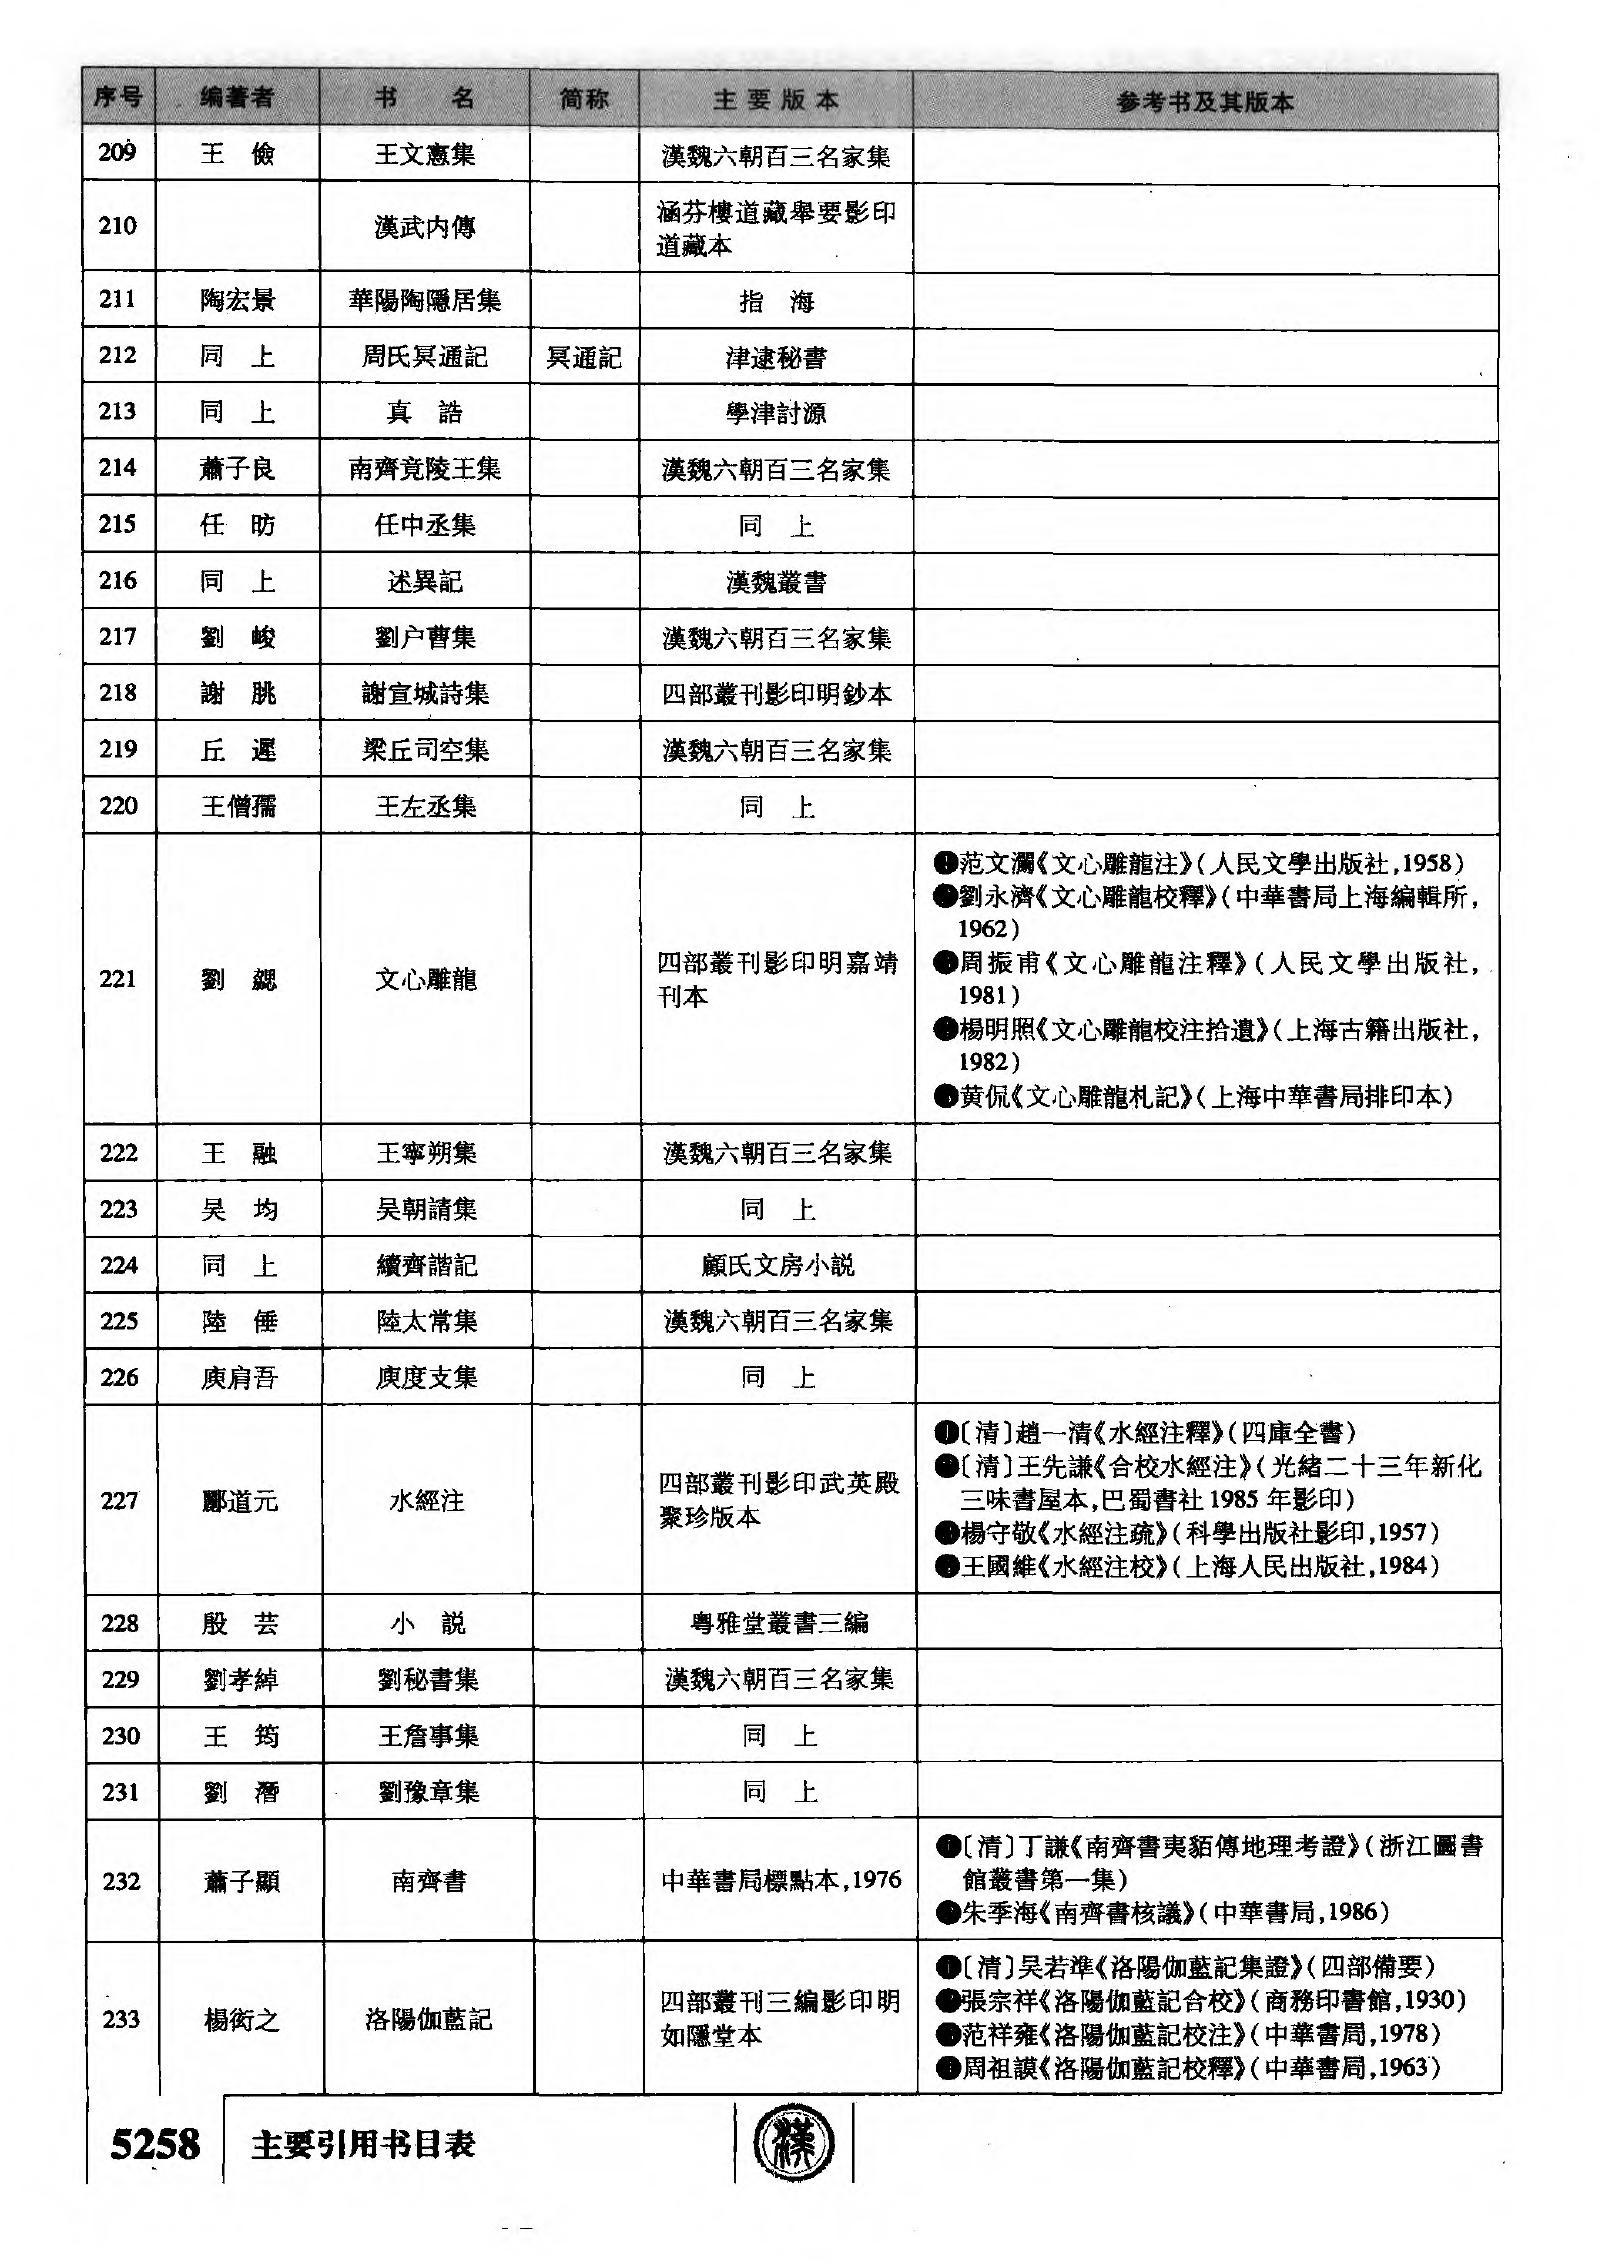 序号 编著者 书 名 简称 主要版本 参考书及其版本
209 王 儉 王文憲集 漢魏六朝百三名家集
210 漢武内傳 涵芬樓道藏舉要影印
道藏本
211 陶宏景 華陽陶隱居集 指 海
212 同 上 周氏冥通記 冥通記 津逮秘書
213 同 上 真 誥 學津討源
214 蕭子良 南齊竟陵王集 漢魏六朝百三名家集
215 任 昉 任中丞集 同 上
216 同 上 述異記 漢魏叢書
217 劉 峻 劉户曹集 漢魏六朝百三名家集
218 謝 朓 謝宣城詩集 四部叢刊影印明鈔本
219 丘 遲 梁丘司空集 漢魏六朝百三名家集
220 王僧孺 王左丞集 同 上
221 劉 勰 文心雕龍 四部叢刊影印明嘉靖
刊本
❶范文瀾《文心雕龍注》(人民文學出版社,1958)
❷劉永濟《文心雕龍校釋》(中華書局上海編輯所,
1962)
❸周振甫《文心雕龍注釋》(人民文學出版社,
1981)
❹楊明照《文心雕龍校注拾遺》(上海古籍出版社,
1982)
❺黄侃《文心雕龍札記》(上海中華書局排印本)
222 王 融 王寧朔集 漢魏六朝百三名家集
223 吴 均 吴朝請集 同 上
224 同 上 續齊諧記 顧氏文房小説
225 陸 倕 陸太常集 漢魏六朝百三名家集
226 庾肩吾 庾度支集 同 上
227 酈道元 水經注 四部叢刊影印武英殿
聚珍版本
❶〔清〕趙一清《水經注釋》(四庫全書)
❷〔清〕王先謙《合校水經注》(光緒二十三年新化
三味書屋本,巴蜀書社1985年影印)
❸楊守敬《水經注疏》(科學出版社影印,1957)
❹王國維《水經注校》(上海人民出版社,1984)
228 殷 芸 小 説 粤雅堂叢書三編
229 劉孝綽 劉秘書集 漢魏六朝百三名家集
230 王 筠 王詹事集 同 上
231 劉 潛 劉豫章集 同 上
232 蕭子顯 南齊書 中華書局標點本,1976
❶〔清〕丁謙《南齊書夷貊傳地理考證》(浙江圖書
館叢書第一集)
❷朱季海《南齊書核議》(中華書局,1986)
233 楊衒之 洛陽伽藍記 四部叢刊三編影印明
如隱堂本
❶〔清〕吴若準《洛陽伽藍記集證》(四部備要)
❷張宗祥《洛陽伽藍記合校》(商務印書館,1930)
❸范祥雍《洛陽伽藍記校注》(中華書局,1978)
❹周祖謨《洛陽伽藍記校釋》(中華書局,1963)
5258 主要引用书目表 漢